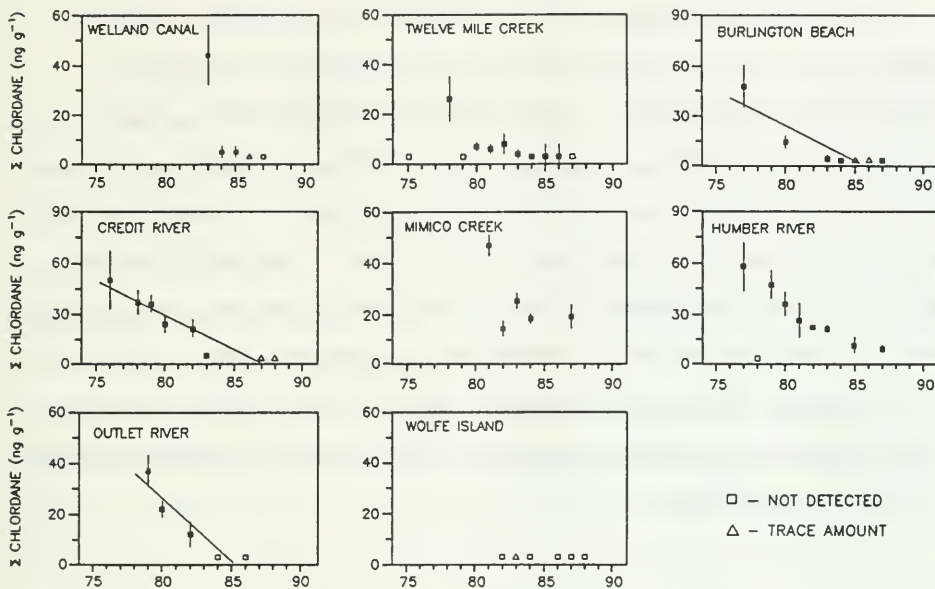 Σ CHLORDANE (ng g⁻¹)
60
40
20
0
WELLAND CANAL
75 80 85 90
60
40
20
0
TWELVE MILE CREEK
75 80 85 90
90
60
30
0
BURLINGTON BEACH
75 80 85 90
Σ CHLORDANE (ng g⁻¹)
90
60
30
0
CREDIT RIVER
75 80 85 90
60
40
20
0
MIMICO CREEK
75 80 85 90
90
60
30
0
HUMBER RIVER
75 80 85 90
Σ CHLORDANE (ng g⁻¹)
60
40
20
0
OUTLET RIVER
75 80 85 90
60
40
20
0
WOLFE ISLAND
75 80 85 90
□ – NOT DETECTED
△ – TRACE AMOUNT